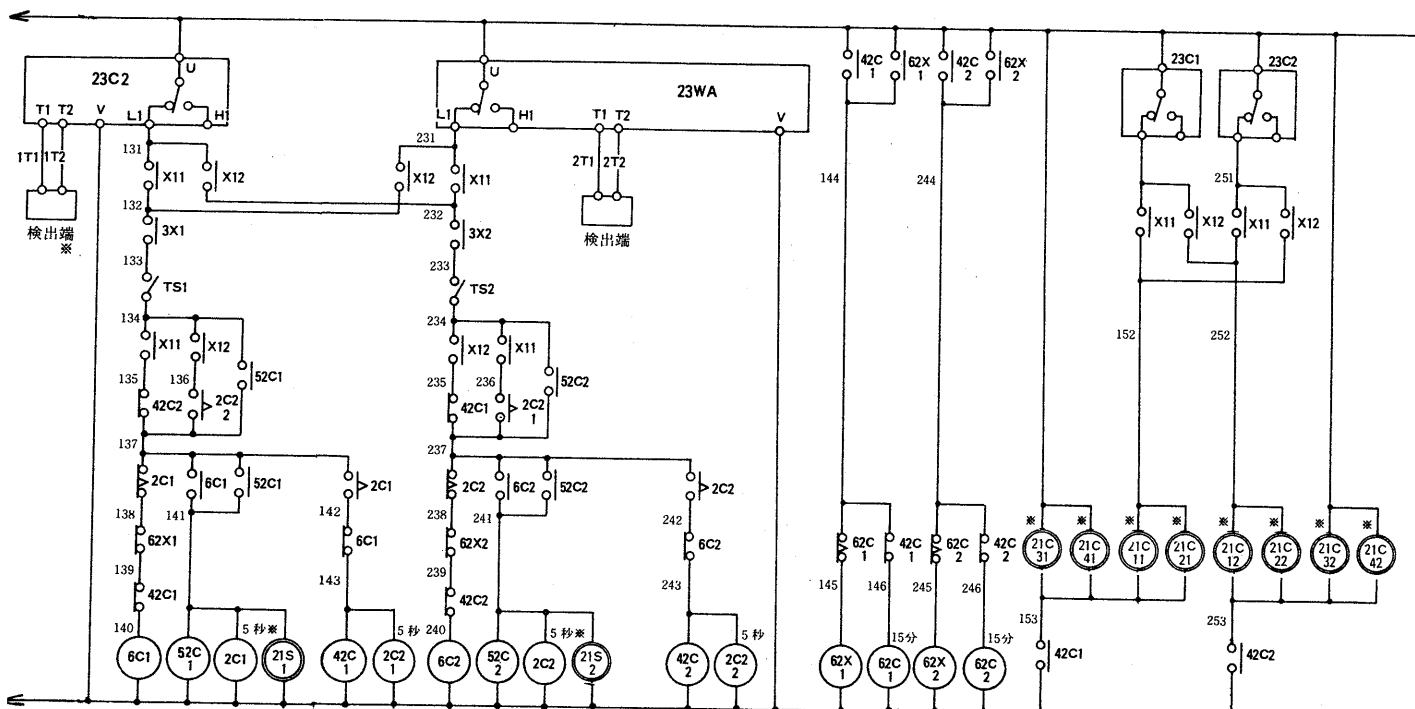 23C2
U
T1 T2 V L1 H1
1T1 1T2
検出端
※
131
X11
X12
132
3X1
133
TS1
134
X11
X12
52C1
135
136
42C2
2C2
2
137
2C1
6C1
52C1
2C1
138
141
142
62X1
6C1
139
143
42C1
140
5秒※
5秒
6C1
52C
1
2C1
21S
1
42C
1
2C2
1
23WA
U
L1 H1 T1 T2 V
2T1 2T2
検出端
231
X12
X11
232
3X2
233
TS2
234
X12
X11
52C2
235
236
42C1
2C2
1
237
2C2
6C2
52C2
2C2
238
241
242
62X2
6C2
239
243
42C2
240
5秒※
5秒
6C2
52C
2
2C2
21S
2
42C
2
2C2
2
42C
1
62X
1
42C
2
62X
2
144
244
62C
1
42C
1
62C
2
42C
2
145
146
245
246
15分
15分
62X
1
62C
1
62X
2
62C
2
23C1
23C2
251
X11
X12
X11
X12
152
252
※ ※ ※ ※ ※ ※
21C
31
21C
41
21C
11
21C
21
21C
12
21C
22
21C
32
21C
42
153
253
42C1
42C2